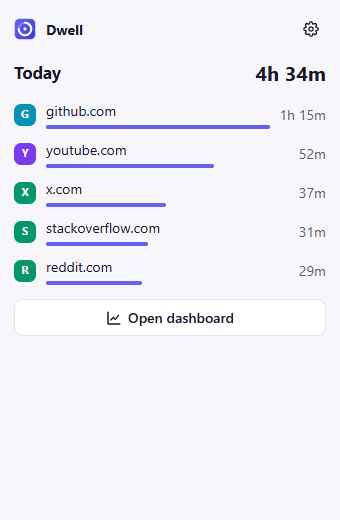 Dwell
Today 4h 34m
G github.com 1h 15m
Y youtube.com 52m
X x.com 37m
S stackoverflow.com 31m
R reddit.com 29m
Open dashboard